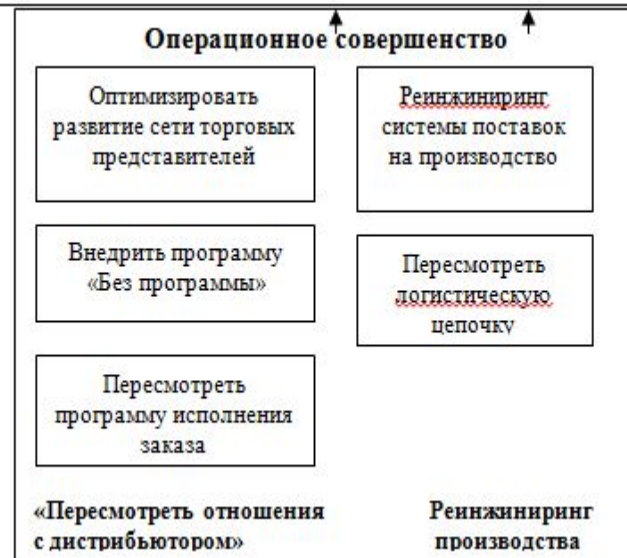 Операционное совершенство
Оптимизировать
развитие сети торговых
представителей
Внедрить программу
«Без программы»
Пересмотреть
программу исполнения
заказа
«Пересмотреть отношения
с дистрибьютором»
Реинжиниринг
системы поставок
на производство
Пересмотреть
логистическую
цепочку
Реинжиниринг
производства